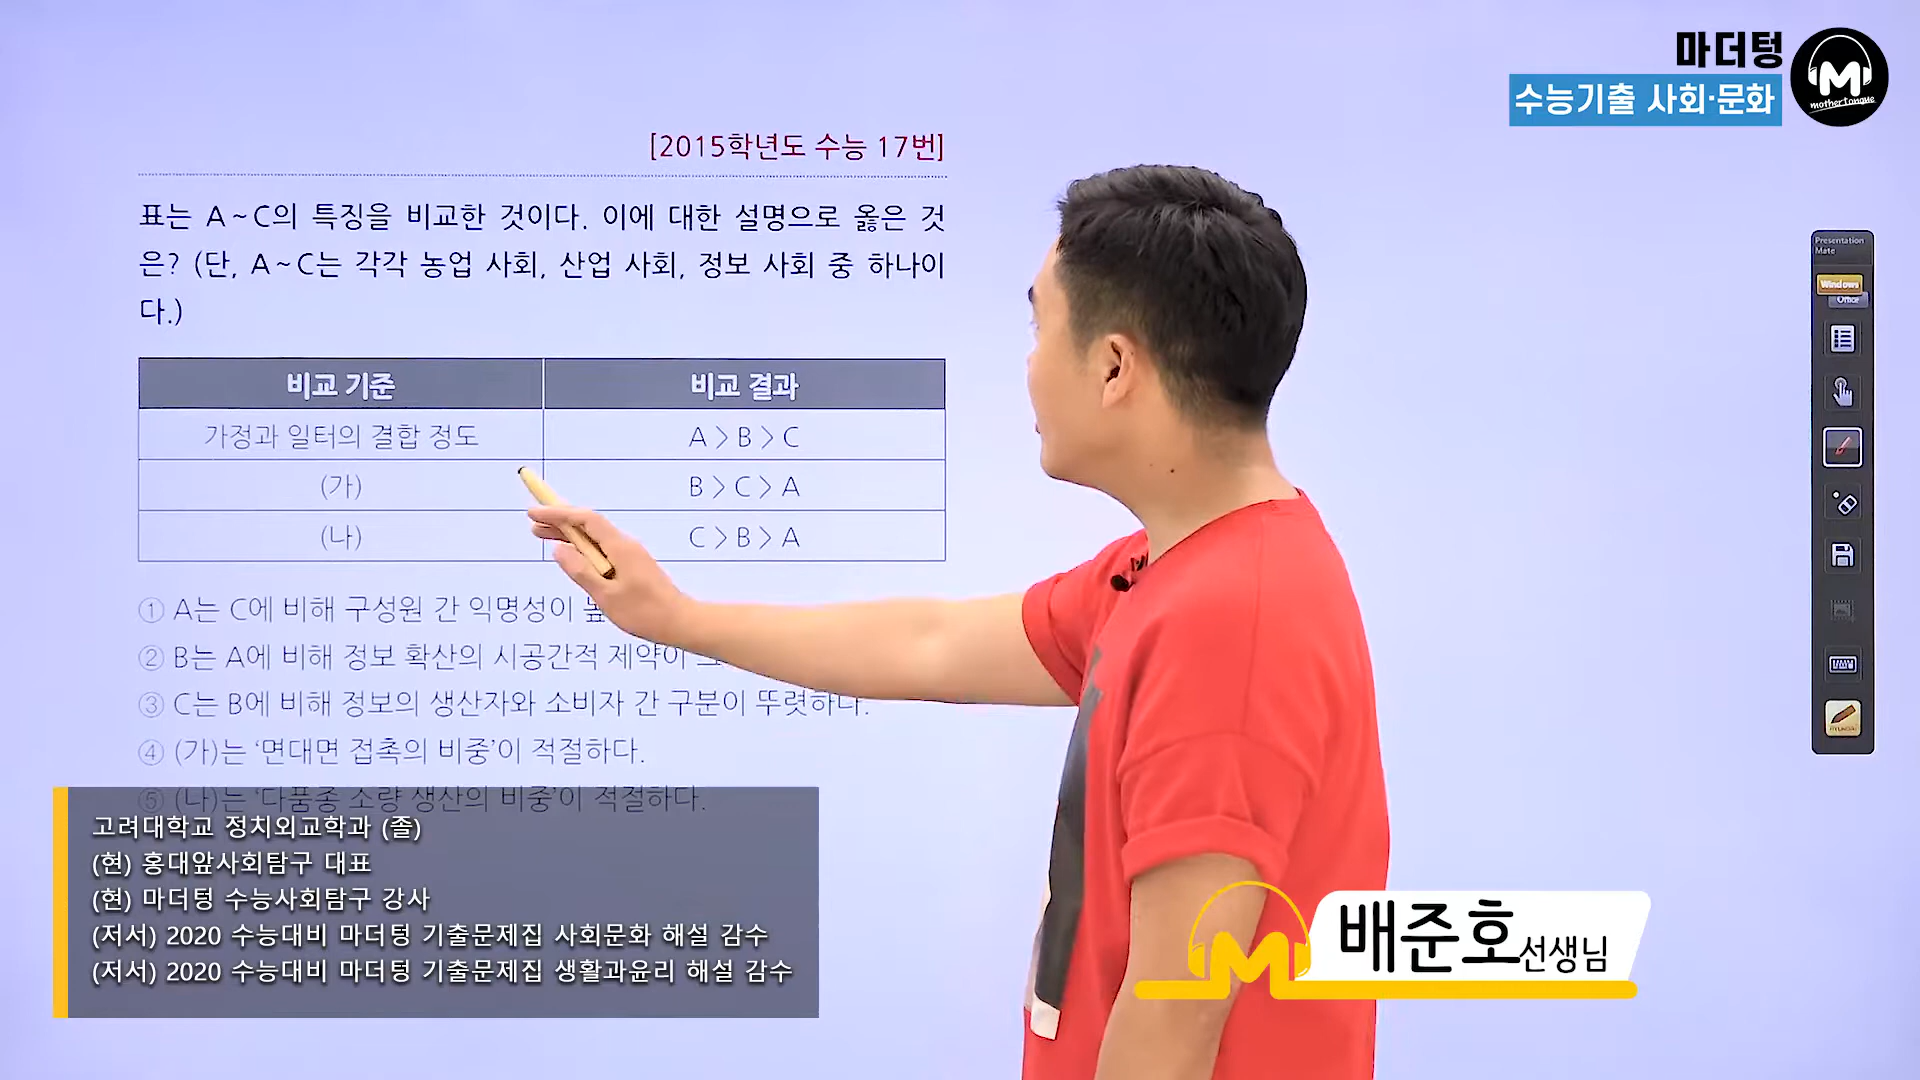 마더텅
수능기출 사회·문화
mothertongue
[2015학년도 수능 17번]
표는 A~C의 특징을 비교한 것이다. 이에 대한 설명으로 옳은 것
은? (단, A~C는 각각 농업 사회, 산업 사회, 정보 사회 중 하나이
다.)
비교 기준 비교 결과
가정과 일터의 결합 정도 A > B > C
(가) B > C > A
(나) C > B > A
① A는 C에 비해 구성원 간 익명성이
② B는 A에 비해 정보 확산의 시공간적 제약이
③ C는 B에 비해 정보의 생산자와 소비자 간 구분이 뚜렷하다.
④ (가)는 '면대면 접촉의 비중'이 적절하다.
⑤ (나)는 '다품종 소량 생산의 비중'이 적절하다.
고려대학교 정치외교학과 (졸)
(현) 홍대앞사회탐구 대표
(현) 마더텅 수능사회탐구 강사
(저서) 2020 수능대비 마더텅 기출문제집 사회문화 해설 감수
(저서) 2020 수능대비 마더텅 기출문제집 생활과윤리 해설 감수
배준호 선생님
Presentation
Mate
Windows
Office